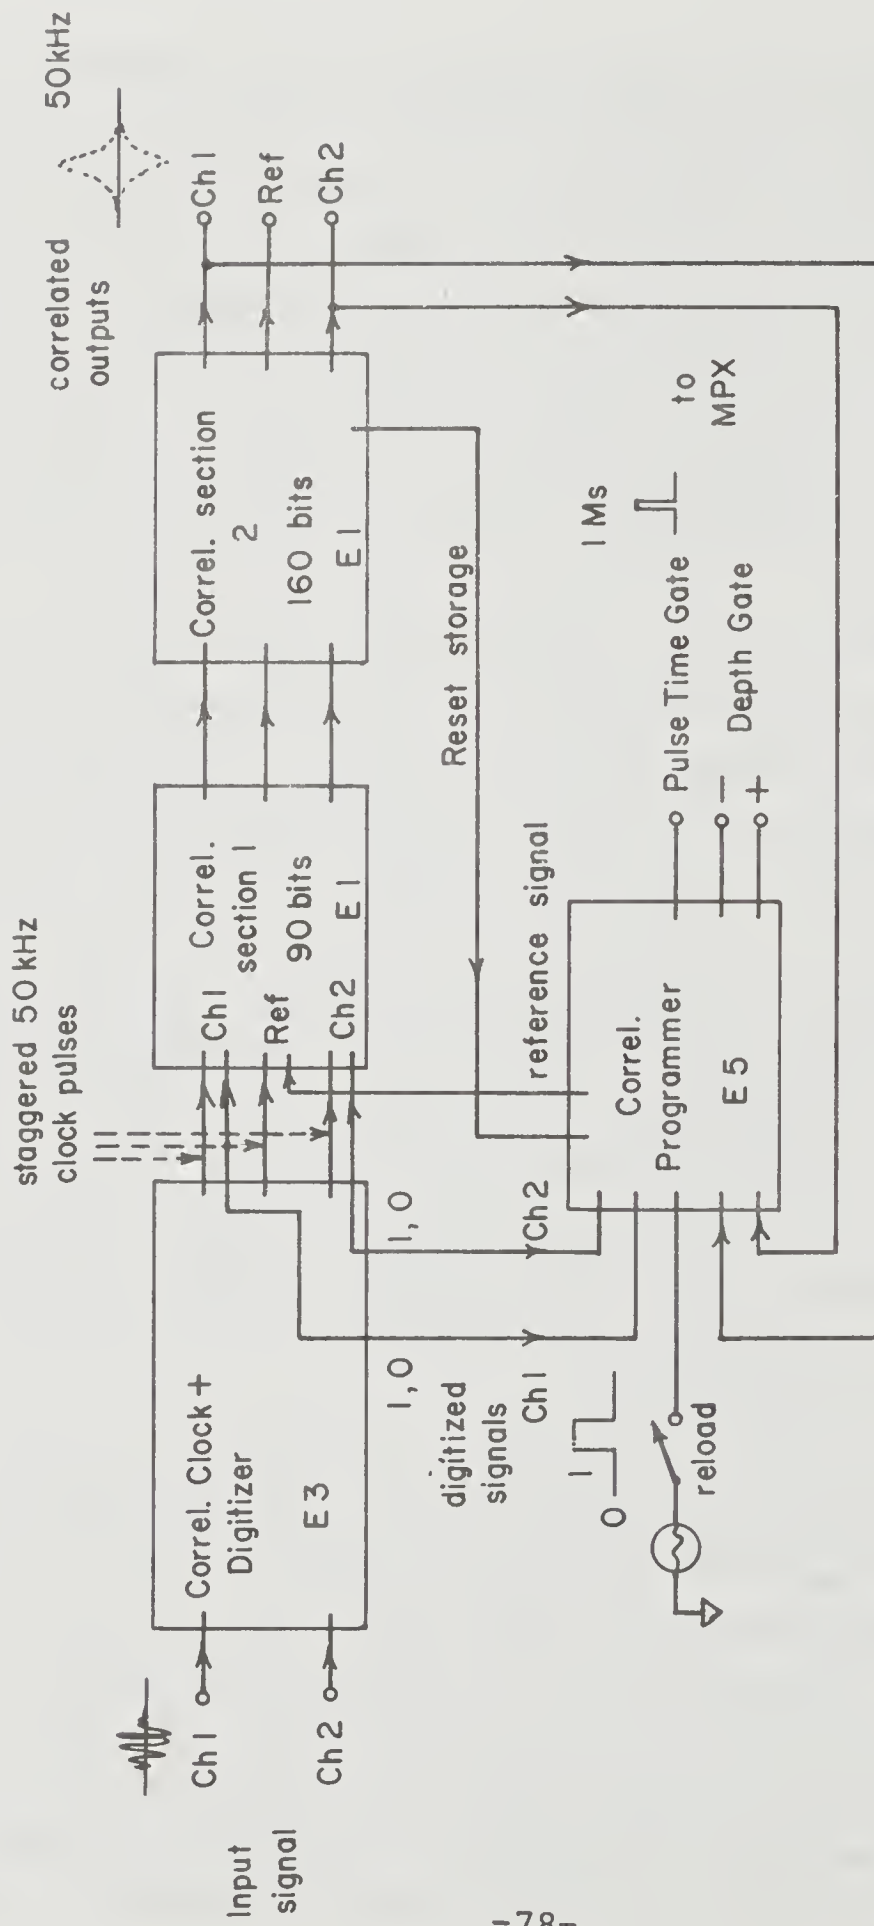 Input
signal
Ch 1
Ch 2
Correl. Clock +
Digitizer
E 3
staggered 50 kHz
clock pulses
Ch 1
Ref
Ch 2
Correl.
section 1
90 bits
E 1
Correl. section
2
160 bits
E 1
correlated
outputs
50 kHz
Ch 1
Ref
Ch 2
1, 0
1, 0
digitized
signals
Ch 1
Ch 2
1
0
reload
Reset storage
reference signal
Correl.
Programmer
E 5
Pulse Time Gate
1 Ms
to
MPX
-
+
Depth Gate
-78-